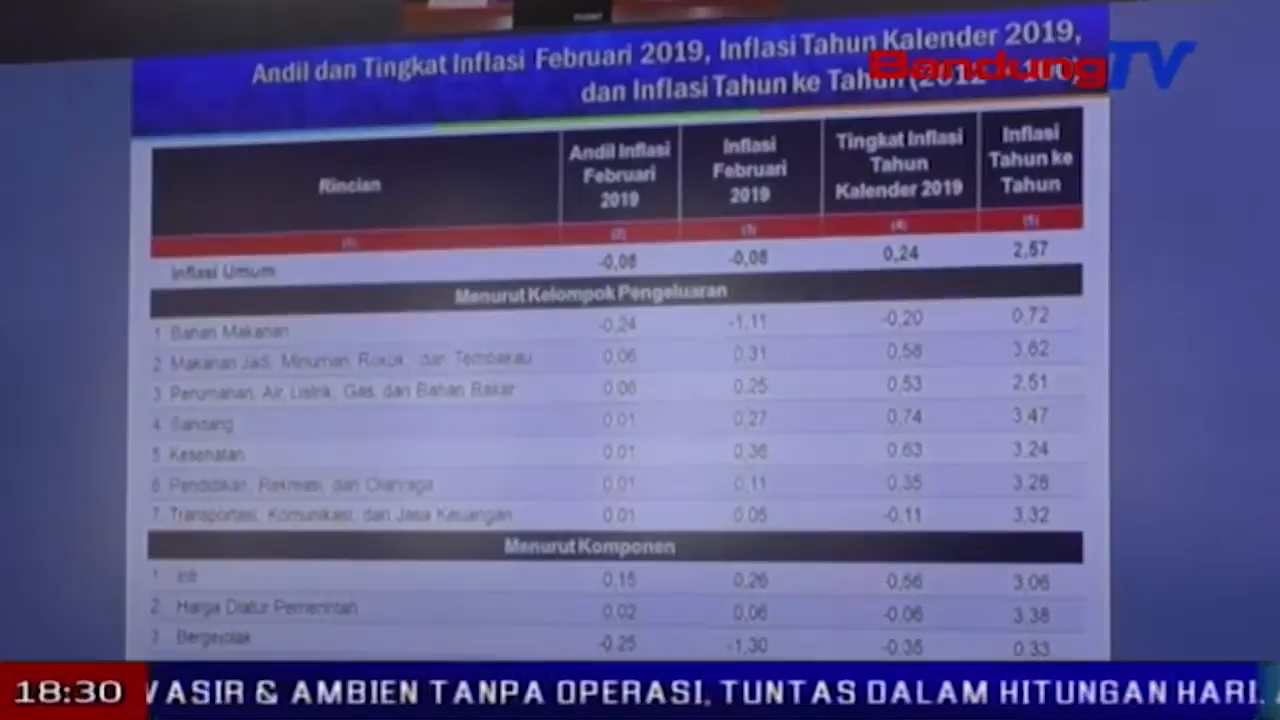 Andil dan Tingkat Inflasi Februari 2019, Inflasi Tahun Kalender 2019,
dan Inflasi Tahun ke Tahun (2012 = 100)
BandungTV
Rincian
Andil Inflasi
Februari
2019
Inflasi
Februari
2019
Tingkat Inflasi
Tahun
Kalender 2019
Inflasi
Tahun ke
Tahun
(1) (2) (3) (4) (5)
Inflasi Umum -0,08 -0,08 0,24 2,57
Menurut Kelompok Pengeluaran
1 Bahan Makanan -0,24 -1,11 -0,20 0,72
2 Makanan Jadi, Minuman, Rokok, dan Tembakau 0,06 0,31 0,58 3,62
3 Perumahan, Air, Listrik, Gas, dan Bahan Bakar 0,06 0,25 0,53 2,51
4 Sandang 0,01 0,27 0,74 3,47
5 Kesehatan 0,01 0,36 0,63 3,24
6 Pendidikan, Rekreasi, dan Olahraga 0,01 0,11 0,35 3,28
7 Transportasi, Komunikasi, dan Jasa Keuangan 0,01 0,05 -0,11 3,32
Menurut Komponen
1 Inti 0,15 0,26 0,56 3,06
2 Harga Diatur Pemerintah 0,02 0,06 -0,06 3,38
3 Bergejolak -0,25 -1,30 -0,35 0,33
18:30 VASIR & AMBIEN TANPA OPERASI, TUNTAS DALAM HITUNGAN HARI.